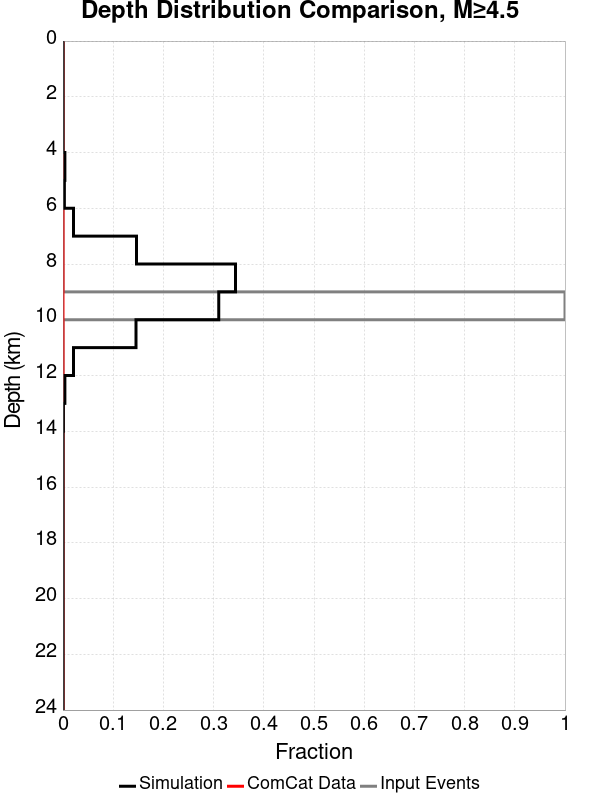 Depth Distribution Comparison, M≥4.5
0
2
4
6
8
10
12
14
16
18
20
22
24
Depth (km)
0 0.1 0.2 0.3 0.4 0.5 0.6 0.7 0.8 0.9 1
Fraction
Simulation ComCat Data Input Events